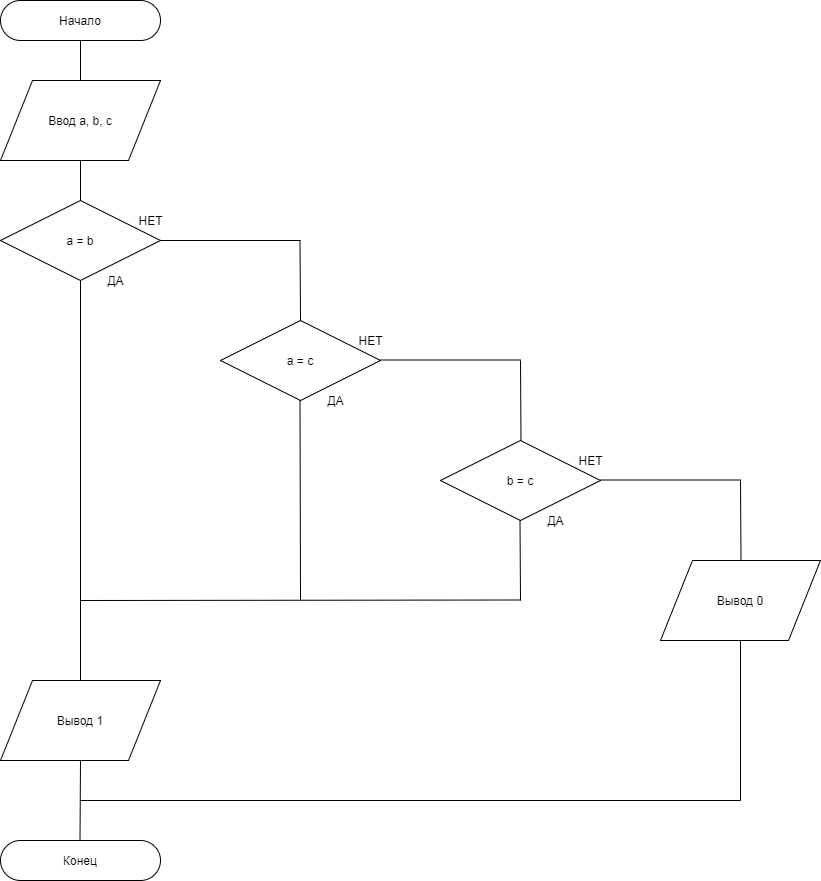 Начало
Ввод a, b, c
НЕТ
a = b
ДА
НЕТ
a = c
ДА
НЕТ
b = c
ДА
Вывод 0
Вывод 1
Конец